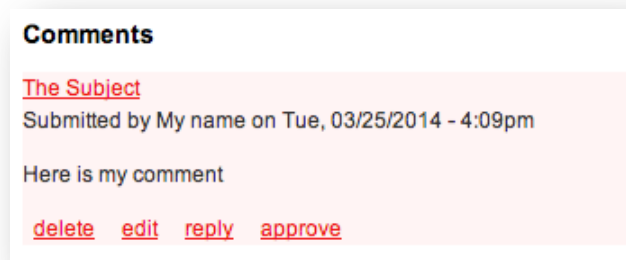 Comments
The Subject
Submitted by My name on Tue, 03/25/2014 - 4:09pm
Here is my comment
delete edit reply approve